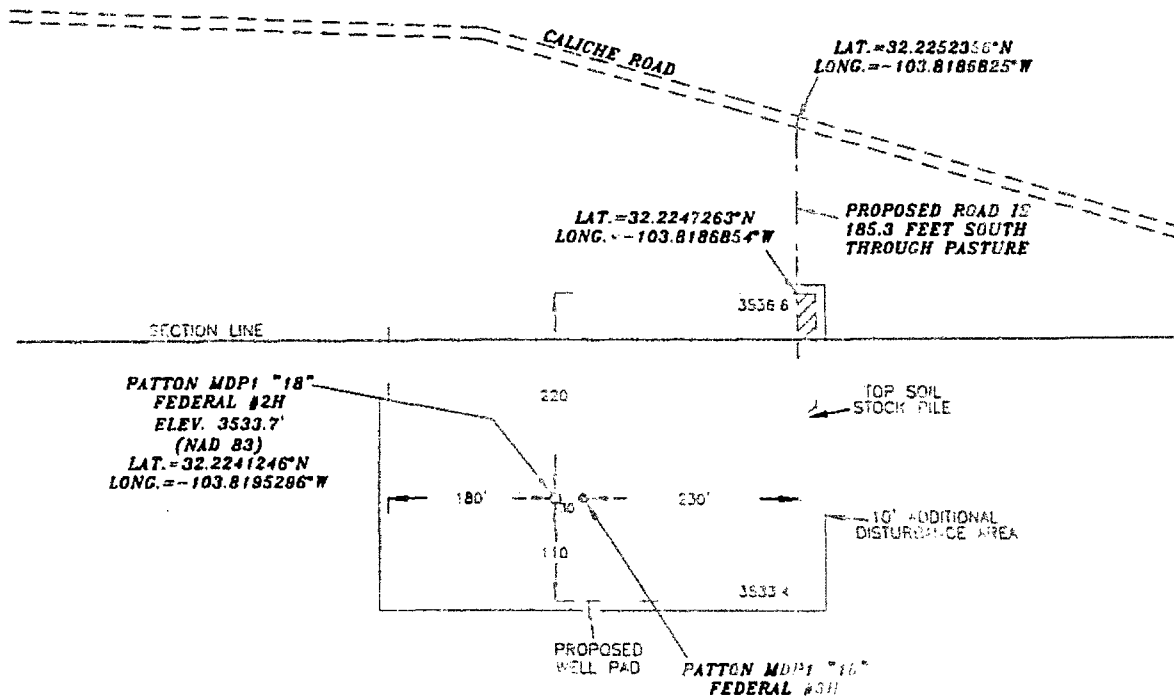 CALICHE ROAD
LAT.=32.2252356°N
LONG.=-103.8186825°W
LAT.=32.2247263°N
LONG.=-103.8186854°W
PROPOSED ROAD IS
185.3 FEET SOUTH
THROUGH PASTURE
3536.6
SECTION LINE
PATTON MDP1 "18"
FEDERAL #2H
ELEV. 3533.7'
(NAD 83)
LAT.=32.2241246°N
LONG.=-103.8195296°W
220
TOP SOIL
STOCK PILE
180'
230'
10' ADDITIONAL
DISTURBANCE AREA
110
3533.4
PROPOSED
WELL PAD
PATTON MDP1 "18"
FEDERAL #3H